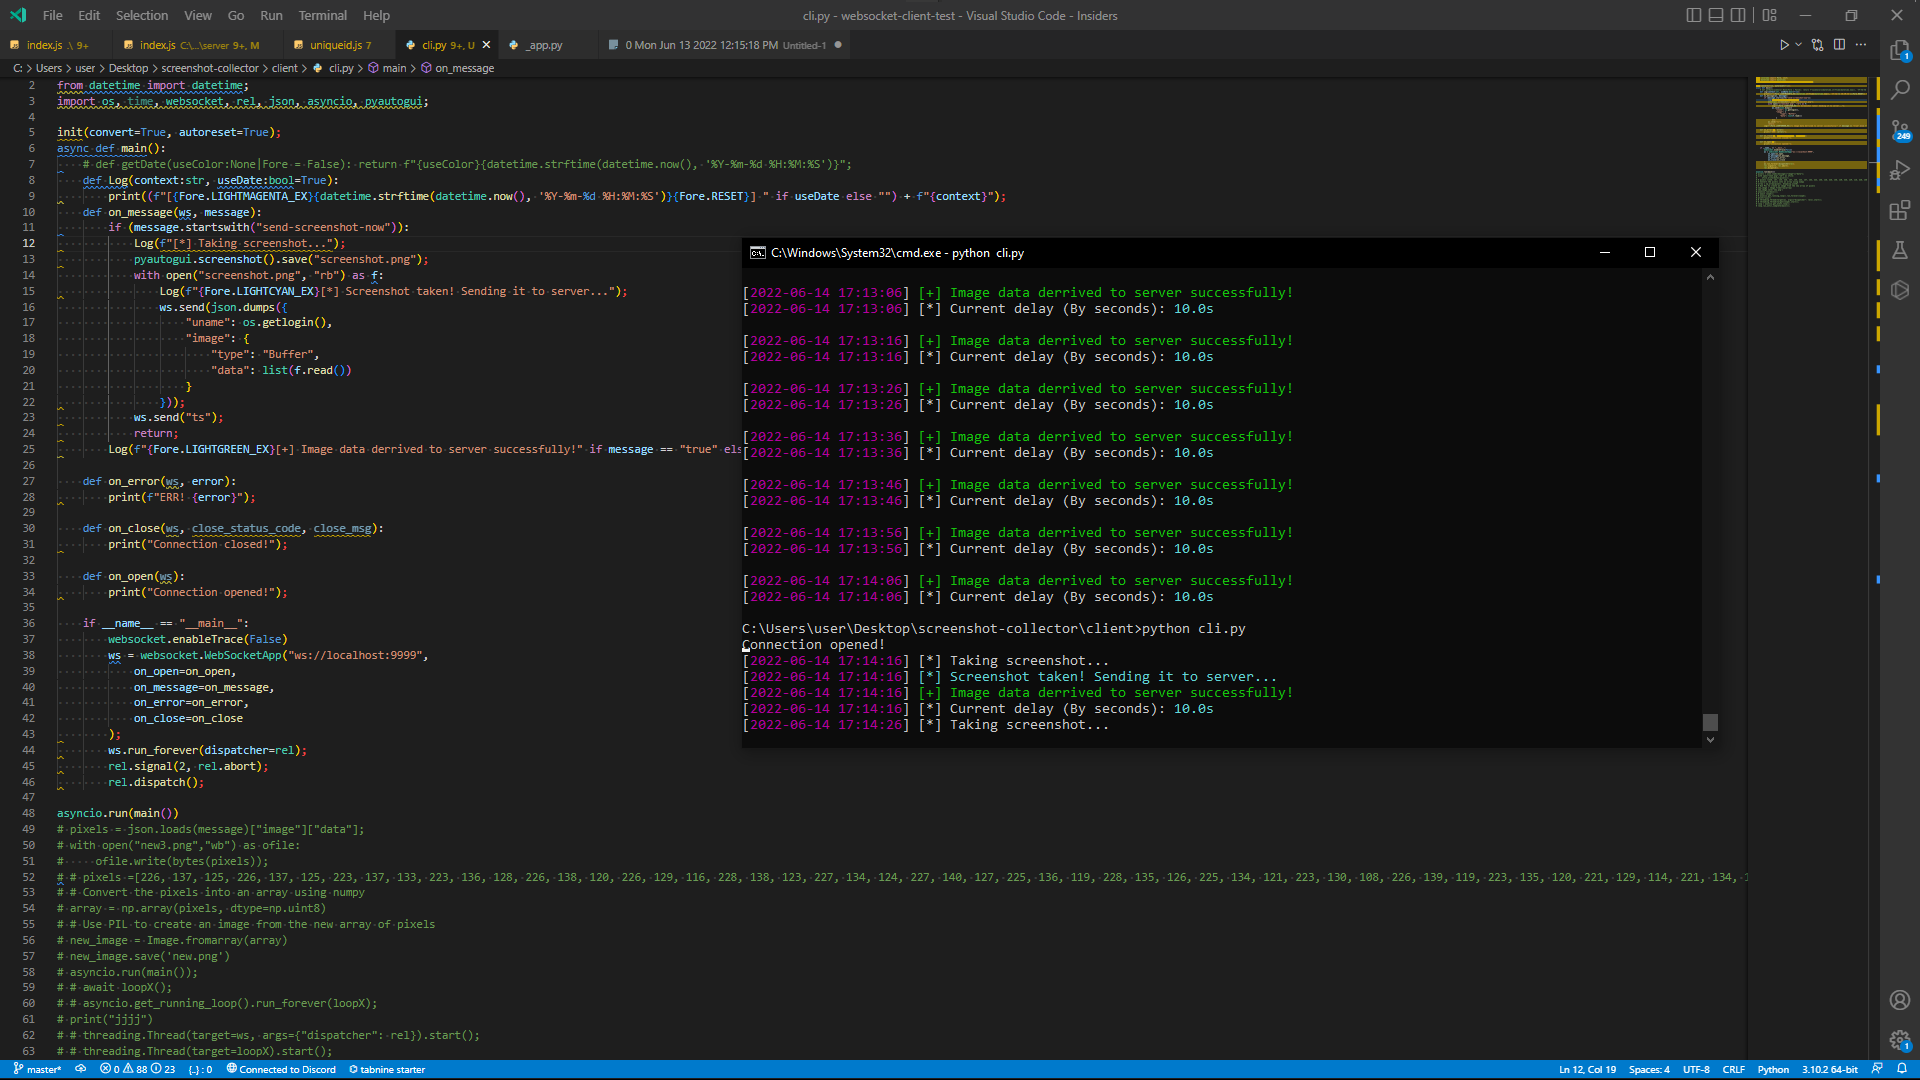 File Edit Selection View Go Run Terminal Help
cli.py - websocket-client-test - Visual Studio Code - Insiders
index.js .\ 9+
index.js C:\...\server 9+, M
uniqueid.js 7
cli.py 9+, U
_app.py
0 Mon Jun 13 2022 12:15:18 PM Untitled-1
C: > Users > user > Desktop > screenshot-collector > client > cli.py > main > on_message
2 from datetime import datetime;
3 import os, time, websocket, rel, json, asyncio, pyautogui;
4
5 init(convert=True, autoreset=True);
6 async def main():
7 # def getDate(useColor:None|Fore = False): return f"{useColor}{datetime.strftime(datetime.now(), '%Y-%m-%d %H:%M:%S')}";
8 def Log(context:str, useDate:bool=True):
9 print((f"[{Fore.LIGHTMAGENTA_EX}{datetime.strftime(datetime.now(), '%Y-%m-%d %H:%M:%S')}{Fore.RESET}] " if useDate else "") + f"{context}");
10 def on_message(ws, message):
11 if (message.startswith("send-screenshot-now")):
12 Log(f"[*] Taking screenshot...");
13 pyautogui.screenshot().save("screenshot.png");
14 with open("screenshot.png", "rb") as f:
15 Log(f"{Fore.LIGHTCYAN_EX}[*] Screenshot taken! Sending it to server...");
16 ws.send(json.dumps({
17 "uname": os.getlogin(),
18 "image": {
19 "type": "Buffer",
20 "data": list(f.read())
21 }
22 }));
23 ws.send("ts");
24 return;
25 Log(f"{Fore.LIGHTGREEN_EX}[+] Image data derrived to server successfully!" if message == "true" els
26
27 def on_error(ws, error):
28 print(f"ERR! {error}");
29
30 def on_close(ws, close_status_code, close_msg):
31 print("Connection closed!");
32
33 def on_open(ws):
34 print("Connection opened!");
35
36 if __name__ == "__main__":
37 websocket.enableTrace(False)
38 ws = websocket.WebSocketApp("ws://localhost:9999",
39 on_open=on_open,
40 on_message=on_message,
41 on_error=on_error,
42 on_close=on_close
43 );
44 ws.run_forever(dispatcher=rel);
45 rel.signal(2, rel.abort);
46 rel.dispatch();
47
48 asyncio.run(main())
49 # pixels = json.loads(message)["image"]["data"];
50 # with open("new3.png","wb") as ofile:
51 # ofile.write(bytes(pixels));
52 # # pixels =[226, 137, 125, 226, 137, 125, 223, 137, 133, 223, 136, 128, 226, 138, 120, 226, 129, 116, 228, 138, 123, 227, 134, 124, 227, 140, 127, 225, 136, 119, 228, 135, 126, 225, 134, 121, 223, 130, 108, 226, 139, 119, 223, 135, 120, 221, 129, 114, 221, 134, 1
53 # # Convert the pixels into an array using numpy
54 # array = np.array(pixels, dtype=np.uint8)
55 # # Use PIL to create an image from the new array of pixels
56 # new_image = Image.fromarray(array)
57 # new_image.save('new.png')
58 # asyncio.run(main());
59 # # await loopX();
60 # # asyncio.get_running_loop().run_forever(loopX);
61 # print("jjjj")
62 # # threading.Thread(target=ws, args={"dispatcher": rel}).start();
63 # # threading.Thread(target=loopX).start();
C:\Windows\System32\cmd.exe - python cli.py
[2022-06-14 17:13:06] [+] Image data derrived to server successfully!
[2022-06-14 17:13:06] [*] Current delay (By seconds): 10.0s
[2022-06-14 17:13:16] [+] Image data derrived to server successfully!
[2022-06-14 17:13:16] [*] Current delay (By seconds): 10.0s
[2022-06-14 17:13:26] [+] Image data derrived to server successfully!
[2022-06-14 17:13:26] [*] Current delay (By seconds): 10.0s
[2022-06-14 17:13:36] [+] Image data derrived to server successfully!
[2022-06-14 17:13:36] [*] Current delay (By seconds): 10.0s
[2022-06-14 17:13:46] [+] Image data derrived to server successfully!
[2022-06-14 17:13:46] [*] Current delay (By seconds): 10.0s
[2022-06-14 17:13:56] [+] Image data derrived to server successfully!
[2022-06-14 17:13:56] [*] Current delay (By seconds): 10.0s
[2022-06-14 17:14:06] [+] Image data derrived to server successfully!
[2022-06-14 17:14:06] [*] Current delay (By seconds): 10.0s
C:\Users\user\Desktop\screenshot-collector\client>python cli.py
Connection opened!
[2022-06-14 17:14:16] [*] Taking screenshot...
[2022-06-14 17:14:16] [*] Screenshot taken! Sending it to server...
[2022-06-14 17:14:16] [+] Image data derrived to server successfully!
[2022-06-14 17:14:16] [*] Current delay (By seconds): 10.0s
[2022-06-14 17:14:26] [*] Taking screenshot...
1
249
1
master* 0 88 23 {..} : 0 Connected to Discord tabnine starter
Ln 12, Col 19 Spaces: 4 UTF-8 CRLF Python 3.10.2 64-bit